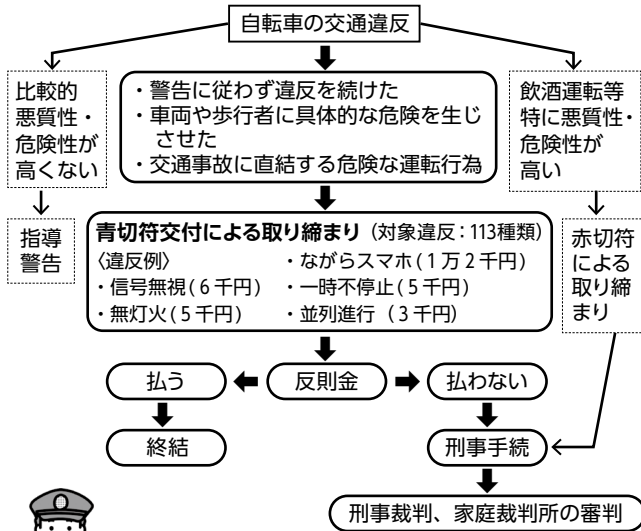 自転車の交通違反
比較的
悪質性・
危険性が
高くない
・警告に従わず違反を続けた
・車両や歩行者に具体的な危険を生じ
させた
・交通事故に直結する危険な運転行為
飲酒運転等
特に悪質性・
危険性が
高い
指導
警告
青切符交付による取り締まり（対象違反：113種類）
〈違反例〉
・ながらスマホ(1万2千円)
・信号無視(6千円)
・一時不停止(5千円)
・無灯火(5千円)
・並列進行（3千円）
赤切符
による
取り締
まり
払う
反則金
払わない
終結
刑事手続
刑事裁判、家庭裁判所の審判